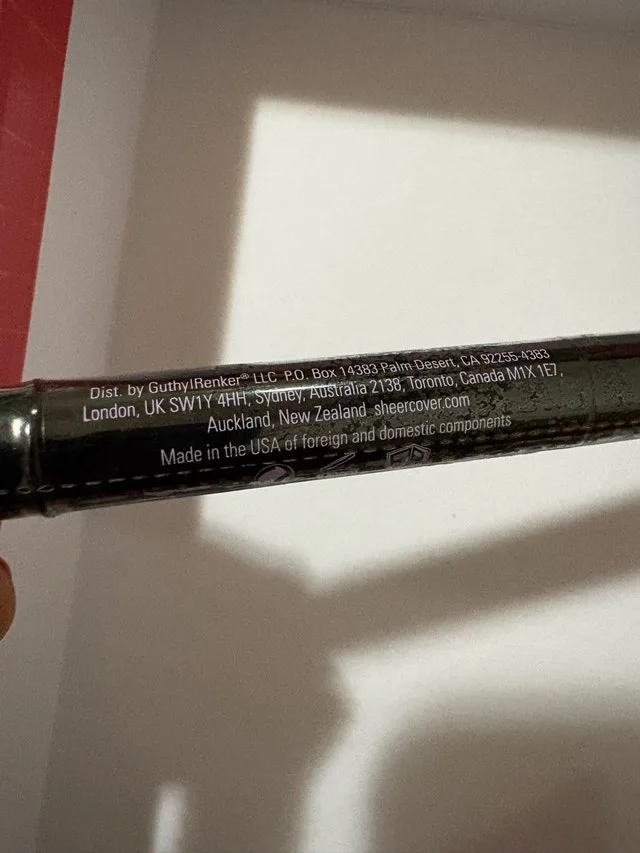 Dist. by Guthy|Renker® LLC P.O. Box 14383 Palm Desert, CA 92255-4383
London, UK SW1Y 4HH, Sydney, Australia 2138, Toronto, Canada M1X 1E7,
Auckland, New Zealand sheercover.com
Made in the USA of foreign and domestic components